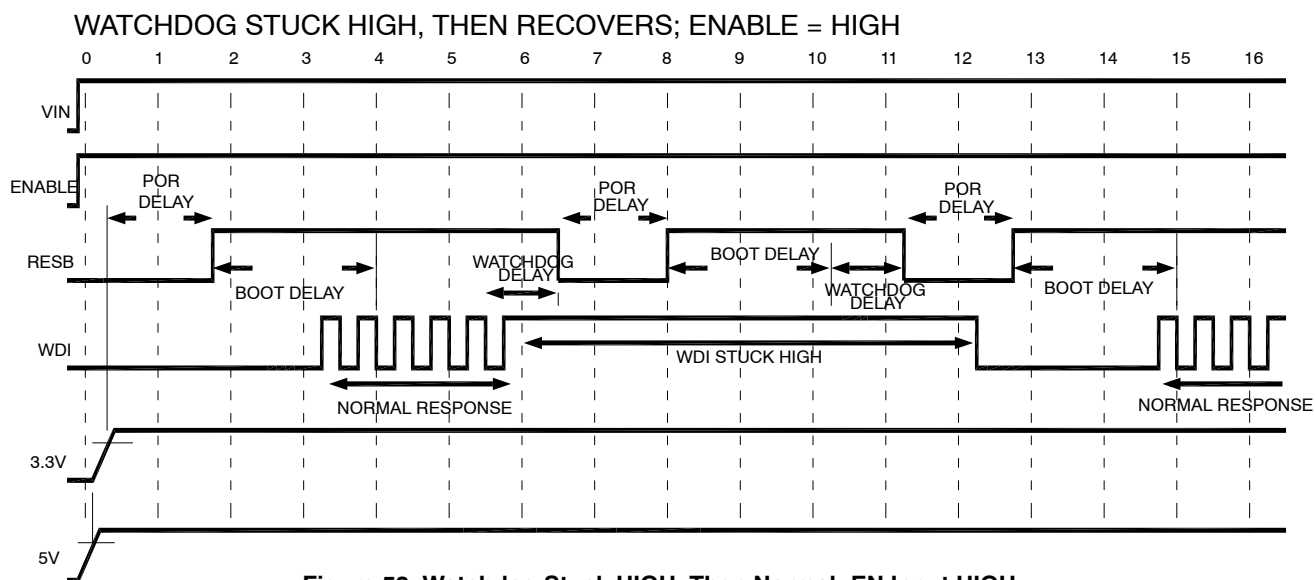 WATCHDOG STUCK HIGH, THEN RECOVERS; ENABLE = HIGH
0 1 2 3 4 5 6 7 8 9 10 11 12 13 14 15 16
VIN
ENABLE
POR
DELAY
POR
DELAY
POR
DELAY
RESB
BOOT DELAY
WATCHDOG
DELAY
BOOT DELAY
WATCHDOG
DELAY
BOOT DELAY
WDI
WDI STUCK HIGH
NORMAL RESPONSE
NORMAL RESPONSE
3.3V
5V